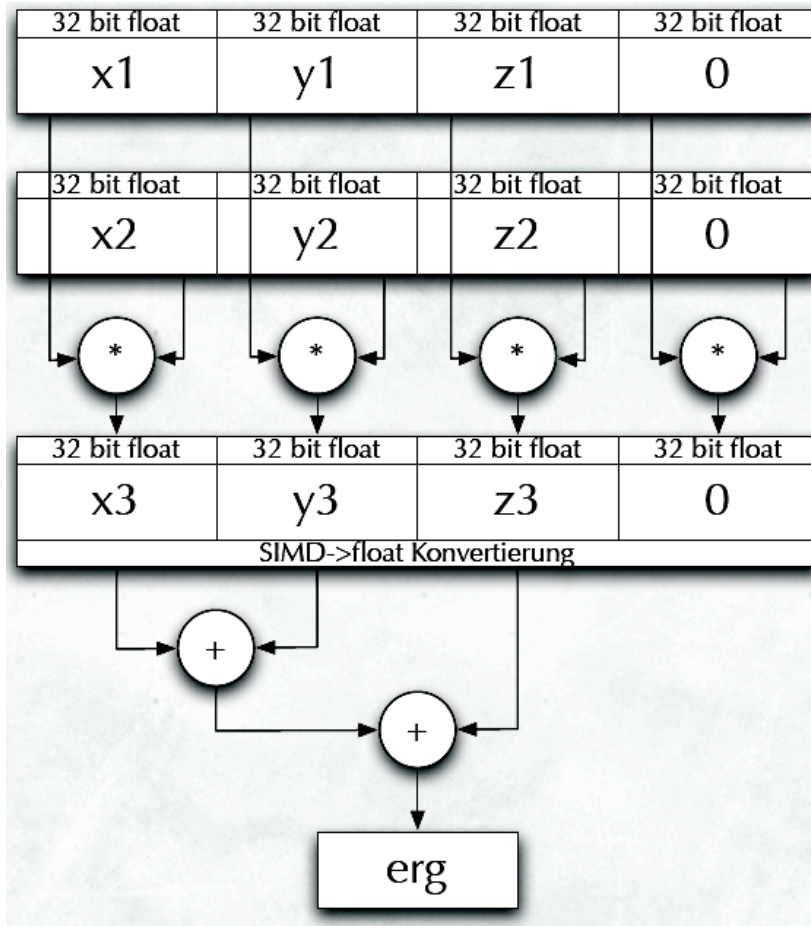 32 bit float 32 bit float 32 bit float 32 bit float
x1 y1 z1 0
32 bit float 32 bit float 32 bit float 32 bit float
x2 y2 z2 0
* * * *
32 bit float 32 bit float 32 bit float 32 bit float
x3 y3 z3 0
SIMD->float Konvertierung
+
+
erg